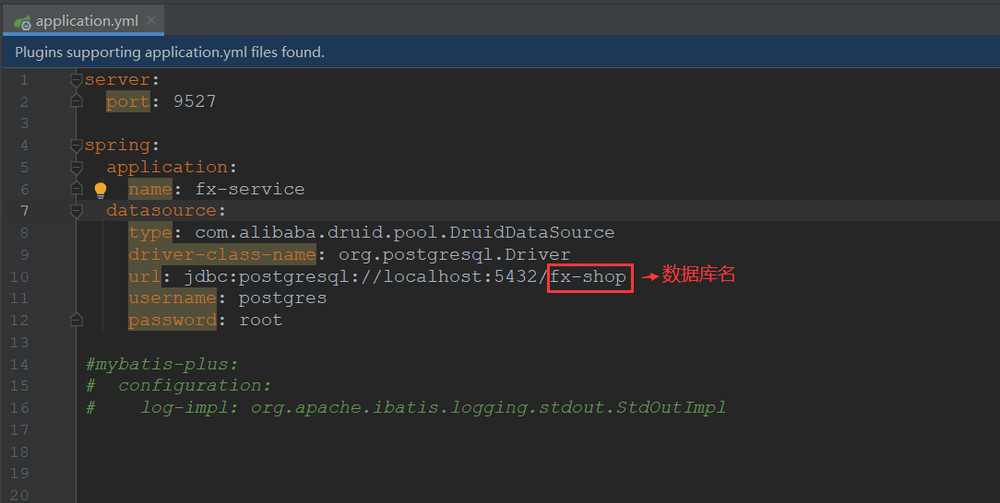 application.yml
Plugins supporting application.yml files found.
1 server:
2 port: 9527
3
4 spring:
5 application:
6 name: fx-service
7 datasource:
8 type: com.alibaba.druid.pool.DruidDataSource
9 driver-class-name: org.postgresql.Driver
10 url: jdbc:postgresql://localhost:5432/fx-shop 数据库名
11 username: postgres
12 password: root
13
14 #mybatis-plus:
15 # configuration:
16 # log-impl: org.apache.ibatis.logging.stdout.StdOutImpl
17
18
19
20